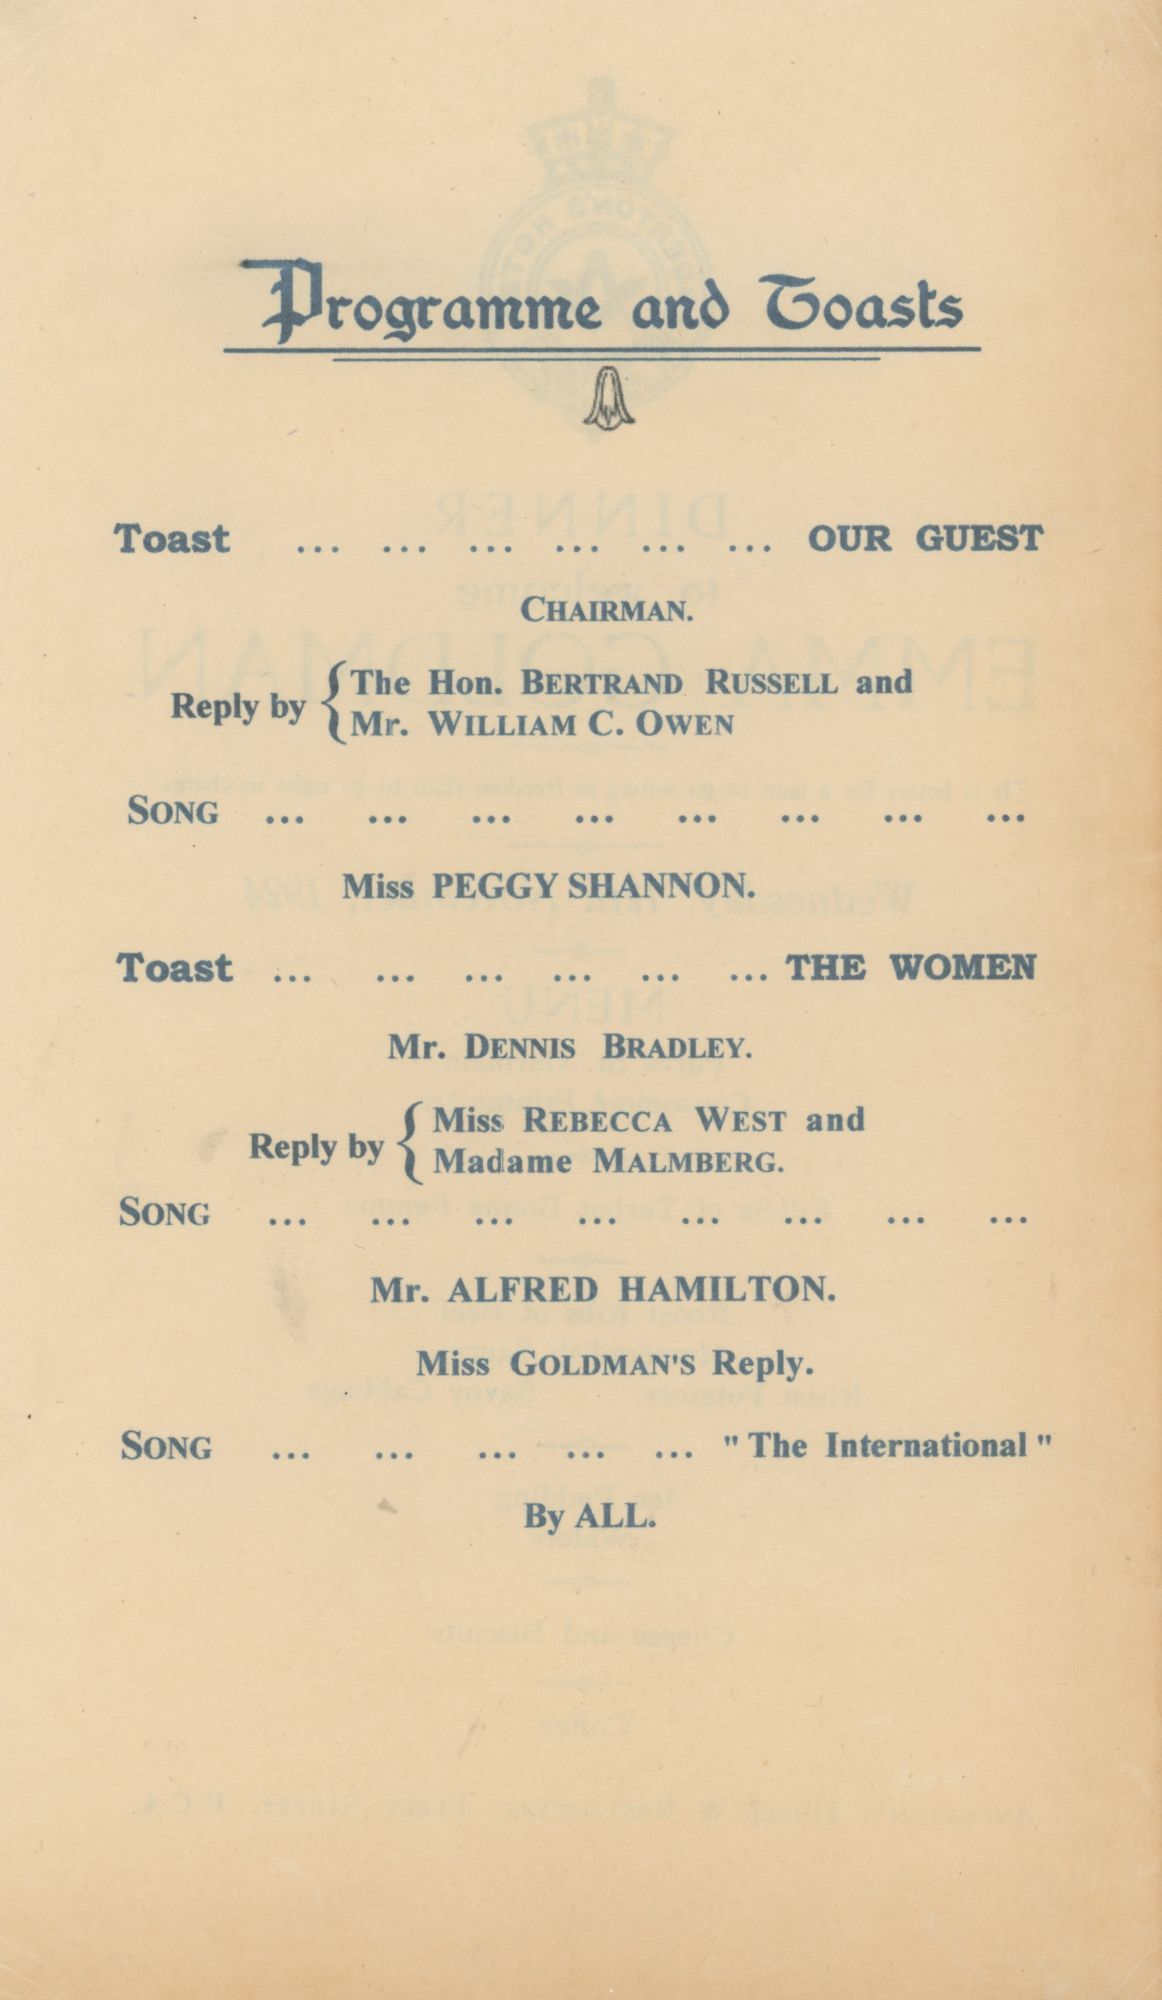 Programme and Toasts
Toast ... ... ... ... ... ... OUR GUEST
CHAIRMAN.
Reply by { The Hon. BERTRAND RUSSELL and
Mr. WILLIAM C. OWEN
SONG ... ... ... ... ... ... ... ...
Miss PEGGY SHANNON.
Toast ... ... ... ... ... ... THE WOMEN
Mr. DENNIS BRADLEY.
Reply by { Miss REBECCA WEST and
Madame MALMBERG.
SONG ... ... ... ... ... ... ... ...
Mr. ALFRED HAMILTON.
Miss GOLDMAN'S Reply.
SONG ... ... ... ... ... "The International"
By ALL.